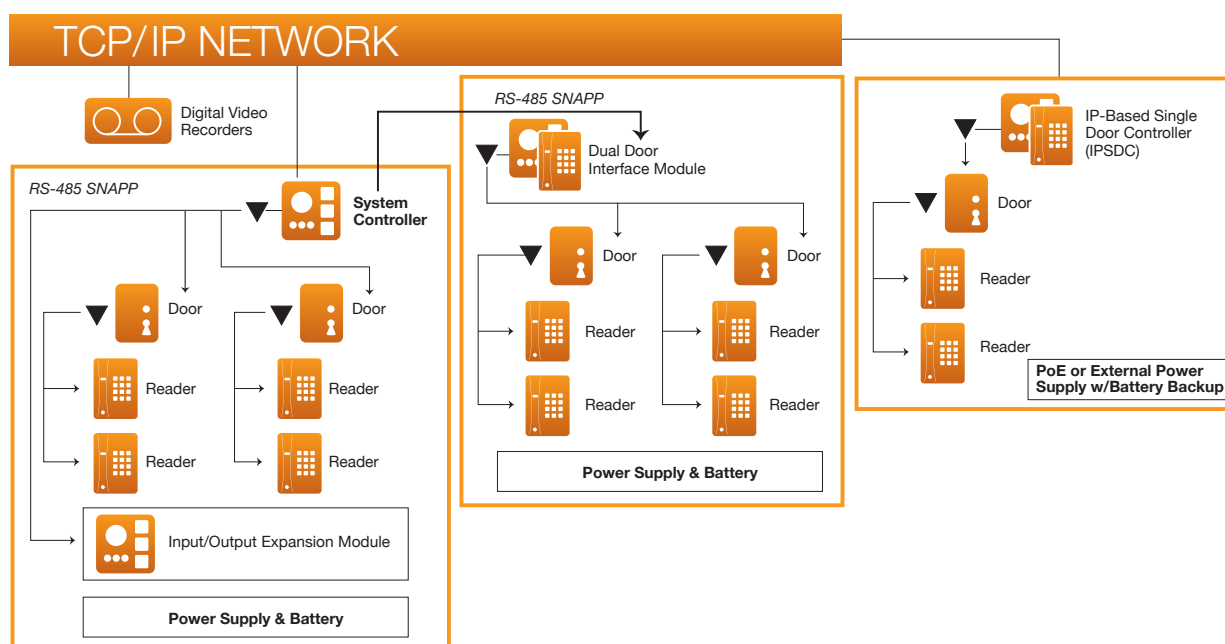 TCP/IP NETWORK
Digital Video
Recorders
RS-485 SNAPP
System
Controller
Door
Door
Reader
Reader
Reader
Reader
Input/Output Expansion Module
Power Supply & Battery
RS-485 SNAPP
Dual Door
Interface Module
Door
Door
Reader
Reader
Reader
Reader
Power Supply & Battery
IP-Based Single
Door Controller
(IPSDC)
Door
Reader
Reader
PoE or External Power
Supply w/Battery Backup